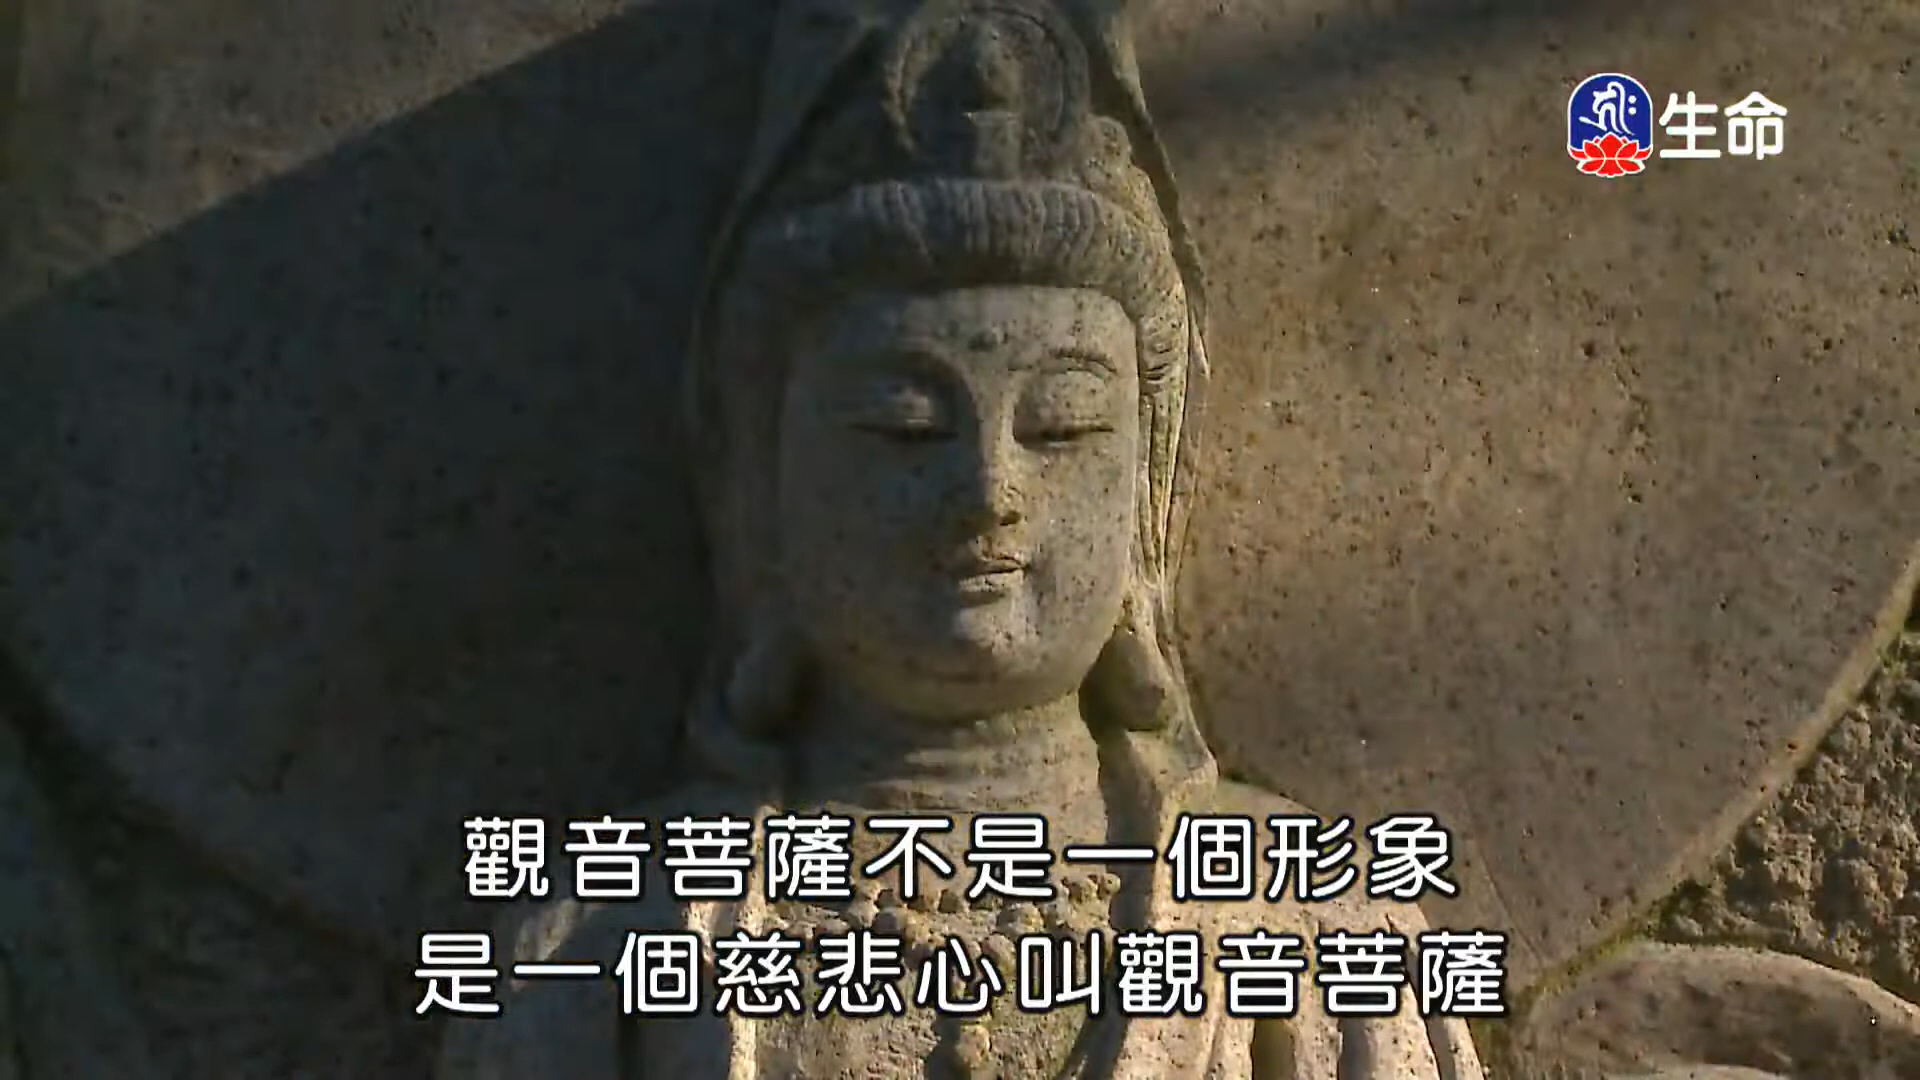 生命
觀音菩薩不是一個形象
是一個慈悲心叫觀音菩薩